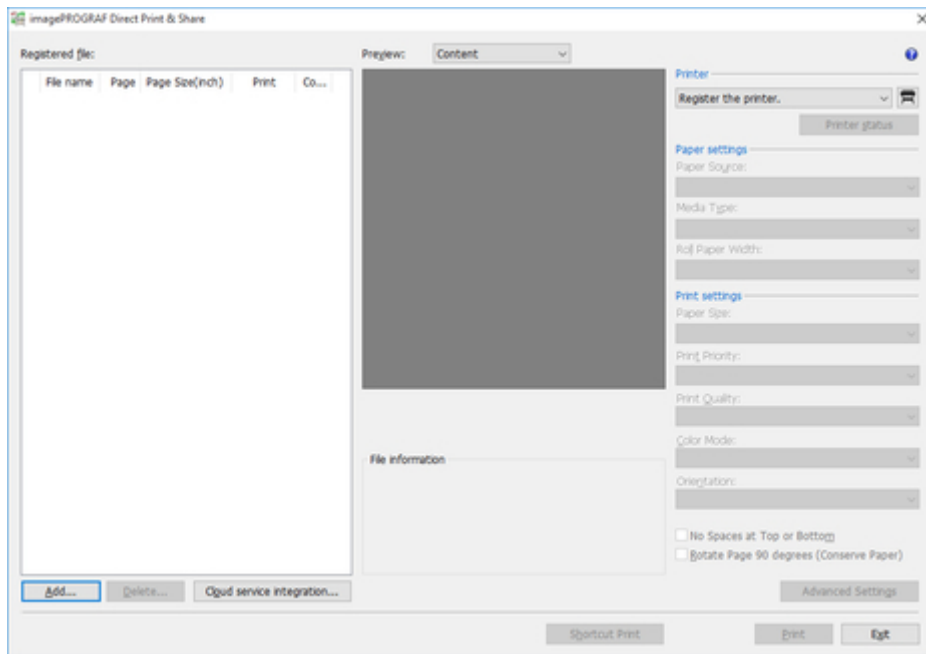 imagePROGRAF Direct Print & Share
Registered file:
File name Page Page Size(inch) Print Co...
Add...
Delete...
Cloud service integration...
Preview:
Content
File information
Printer
Register the printer.
Printer status
Paper settings
Paper Source:
Media Type:
Roll Paper Width:
Print settings
Paper Size:
Print Priority:
Print Quality:
Color Mode:
Orientation:
No Spaces at Top or Bottom
Rotate Page 90 degrees (Conserve Paper)
Advanced Settings
Shortcut Print
Print
Exit